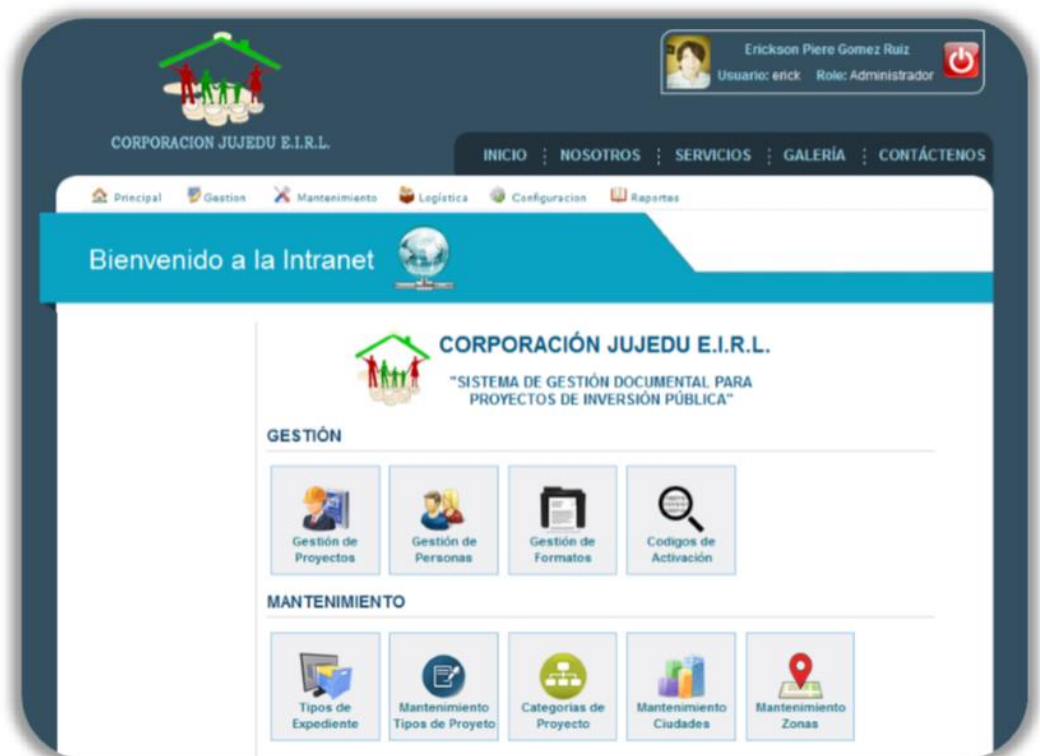 Erickson Piere Gomez Ruiz
Usuario: erick Role: Administrador
CORPORACION JUJEDU E.I.R.L.
INICIO NOSOTROS SERVICIOS GALERÍA CONTÁCTENOS
Principal Gestion Mantenimiento Logística Configuracion Reportes
Bienvenido a la Intranet
CORPORACIÓN JUJEDU E.I.R.L.
"SISTEMA DE GESTIÓN DOCUMENTAL PARA
PROYECTOS DE INVERSIÓN PÚBLICA"
GESTIÓN
Gestión de
Proyectos
Gestión de
Personas
Gestión de
Formatos
Codigos de
Activación
MANTENIMIENTO
Tipos de
Expediente
Mantenimiento
Tipos de Proyeto
Categorias de
Proyecto
Mantenimiento
Ciudades
Mantenimiento
Zonas